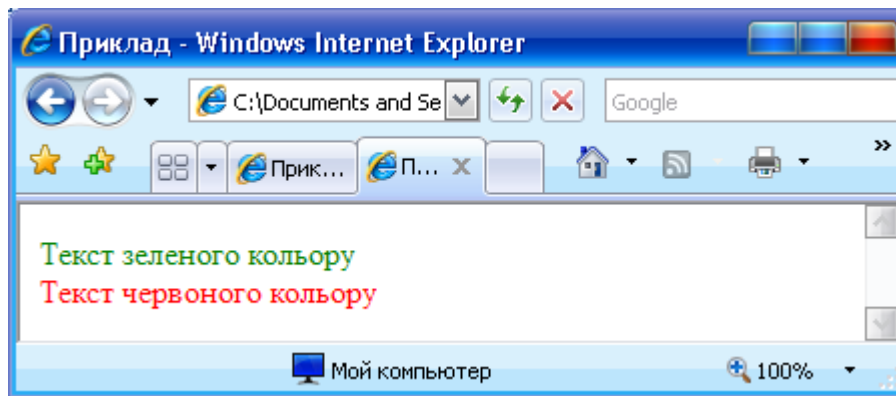 Приклад - Windows Internet Explorer
C:\Documents and Se
Google
Прик...
П...
»
Текст зеленого кольору
Текст червоного кольору
Мой компьютер
100%